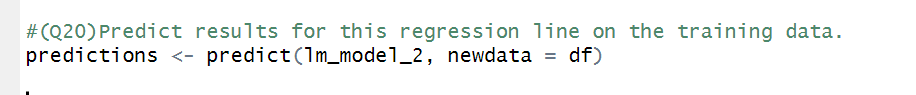 #(Q20)Predict results for this regression line on the training data.
predictions <- predict(lm_model_2, newdata = df)